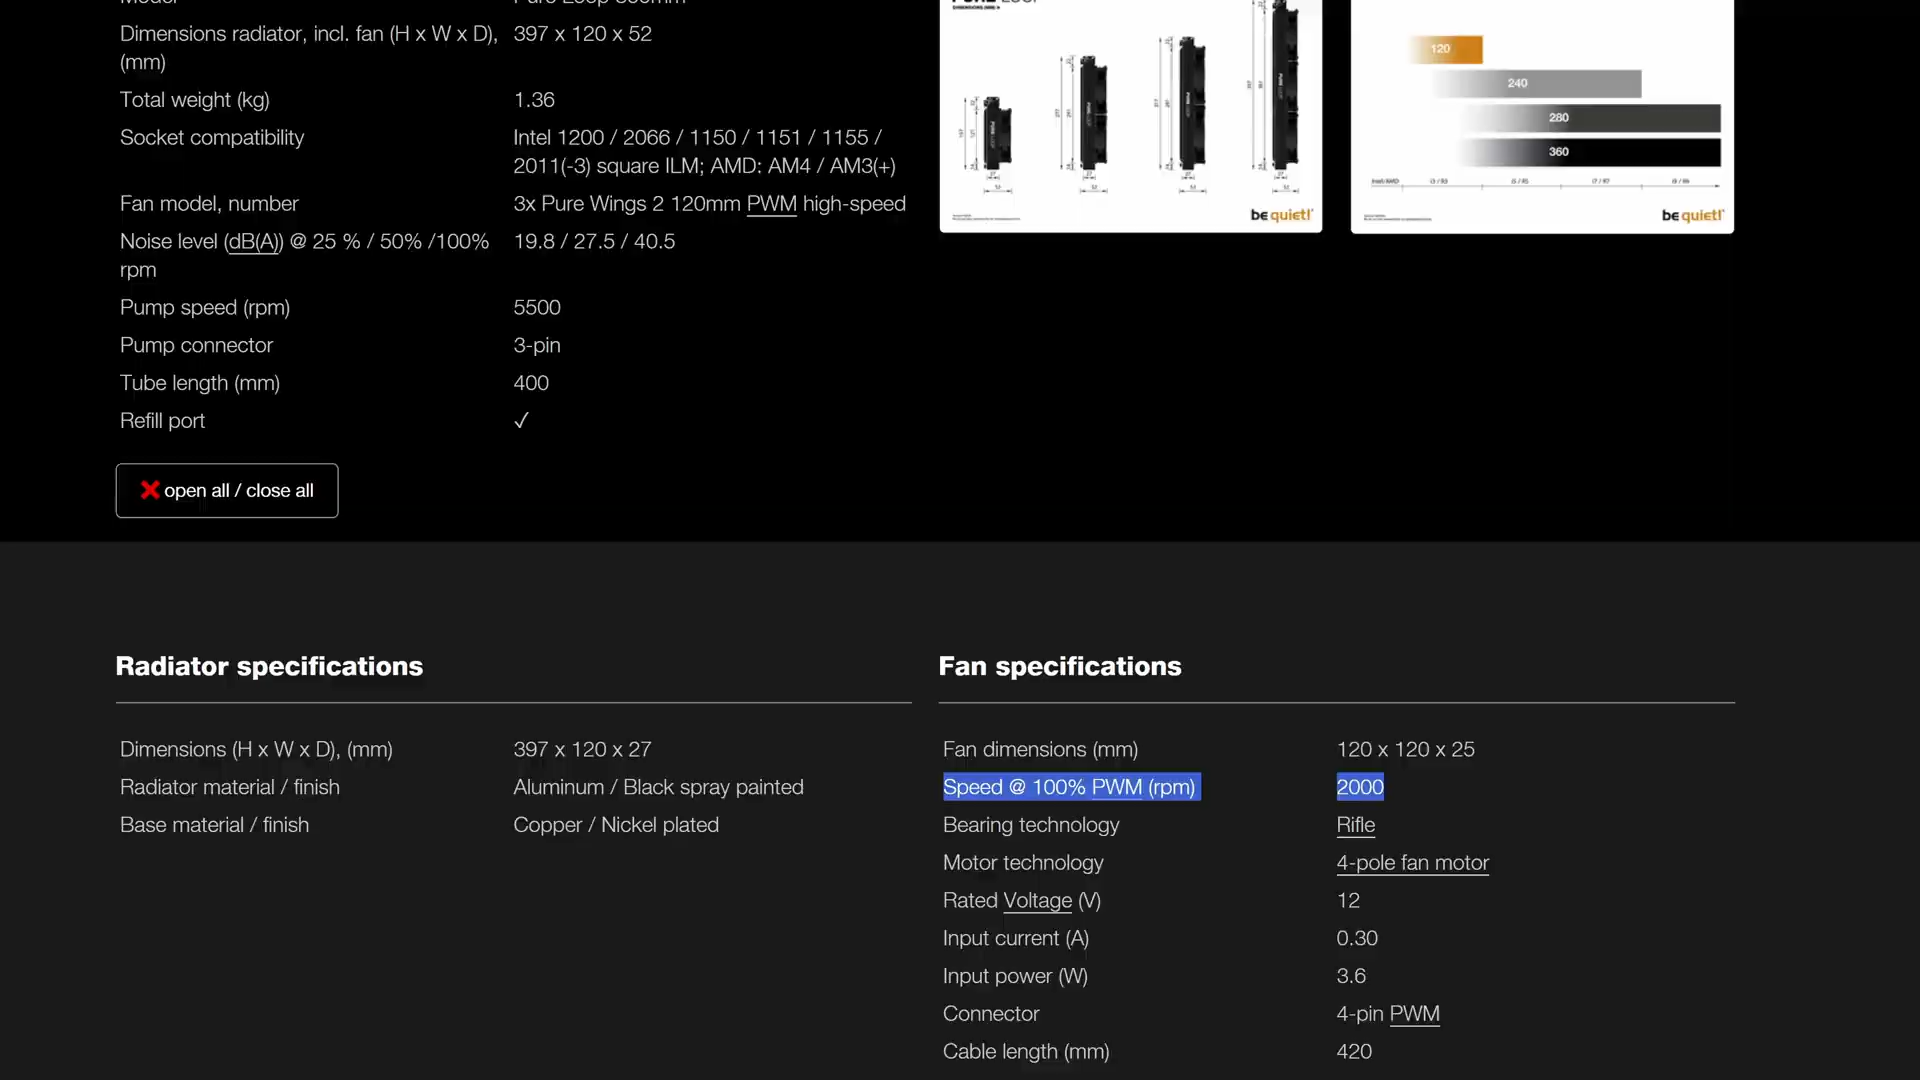 Dimensions radiator, incl. fan (H x W x D), 397 x 120 x 52
(mm)
Total weight (kg) 1.36
Socket compatibility Intel 1200 / 2066 / 1150 / 1151 / 1155 /
2011(-3) square ILM; AMD: AM4 / AM3(+)
Fan model, number 3x Pure Wings 2 120mm PWM high-speed
Noise level (dB(A)) @ 25 % / 50% /100% 19.8 / 27.5 / 40.5
rpm
Pump speed (rpm) 5500
Pump connector 3-pin
Tube length (mm) 400
Refill port ✓
❌ open all / close all
be quiet!
120
240
280
360
be quiet!
Radiator specifications
Dimensions (H x W x D), (mm) 397 x 120 x 27
Radiator material / finish Aluminum / Black spray painted
Base material / finish Copper / Nickel plated
Fan specifications
Fan dimensions (mm) 120 x 120 x 25
Speed @ 100% PWM (rpm) 2000
Bearing technology Rifle
Motor technology 4-pole fan motor
Rated Voltage (V) 12
Input current (A) 0.30
Input power (W) 3.6
Connector 4-pin PWM
Cable length (mm) 420